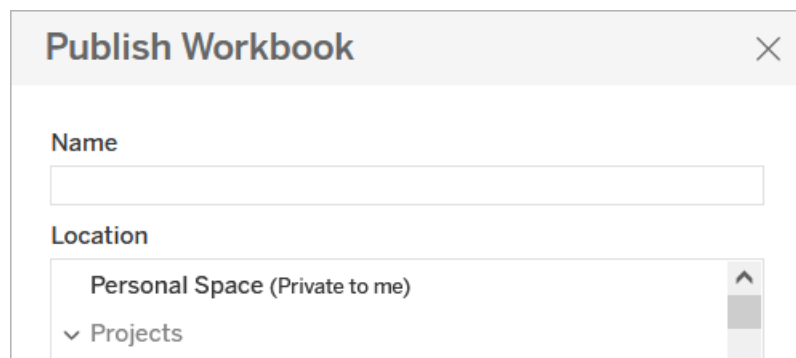 Publish Workbook
Name
Location
Personal Space (Private to me)
Projects